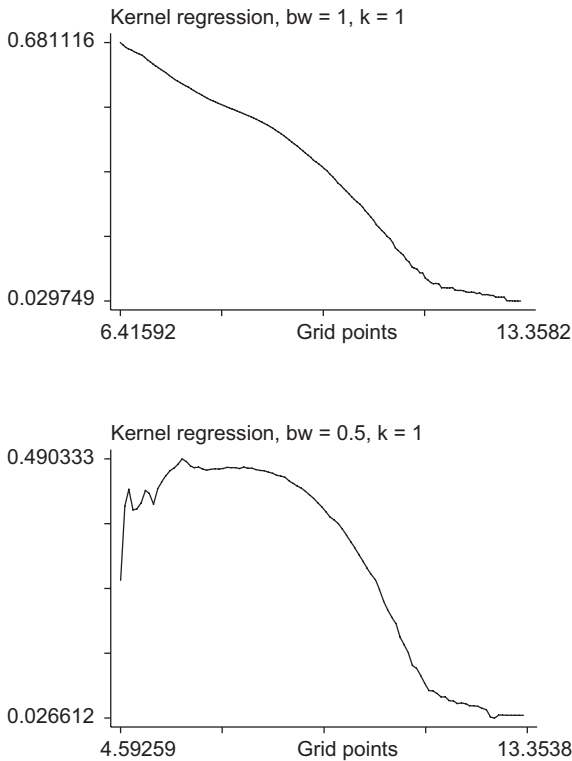 Kernel regression, bw = 1, k = 1
0.681116
0.029749
6.41592 Grid points 13.3582
Kernel regression, bw = 0.5, k = 1
0.490333
0.026612
4.59259 Grid points 13.3538